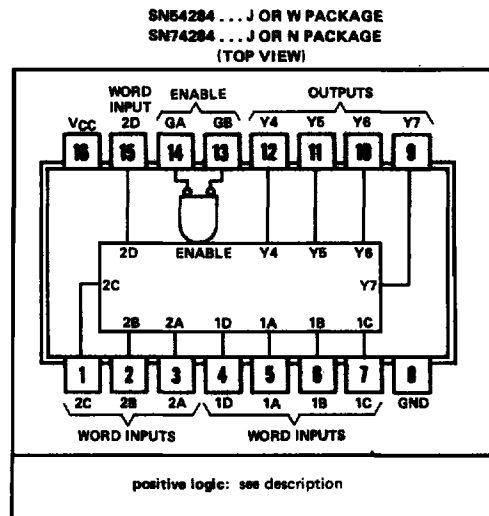 SN54284 . . . J OR W PACKAGE
SN74284 . . . J OR N PACKAGE
(TOP VIEW)
WORD INPUT ENABLE OUTPUTS
VCC 2D GA GB Y4 Y5 Y6 Y7
16 15 14 13 12 11 10 9
2D ENABLE Y4 Y5 Y6
2C Y7
2B 2A 1D 1A 1B 1C
1 2 3 4 5 6 7 8
2C 2B 2A 1D 1A 1B 1C GND
WORD INPUTS WORD INPUTS
positive logic: see description